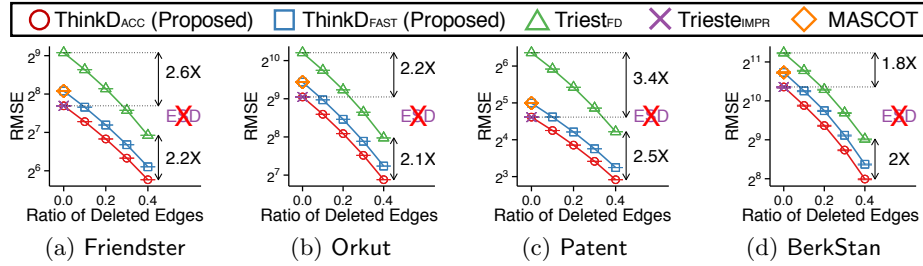 ThinkDACC (Proposed) ThinkDFAST (Proposed) TriestFD TriesteIMPR MASCOT
RMSE
2^9
2^8
2^7
2^6
2.6X
2.2X
0.0 0.2 0.4
Ratio of Deleted Edges
(a) Friendster
RMSE
2^10
2^9
2^8
2^7
2.2X
2.1X
0.0 0.2 0.4
Ratio of Deleted Edges
(b) Orkut
RMSE
2^6
2^5
2^4
2^3
3.4X
2.5X
0.0 0.2 0.4
Ratio of Deleted Edges
(c) Patent
RMSE
2^11
2^10
2^9
2^8
1.8X
2X
0.0 0.2 0.4
Ratio of Deleted Edges
(d) BerkStan